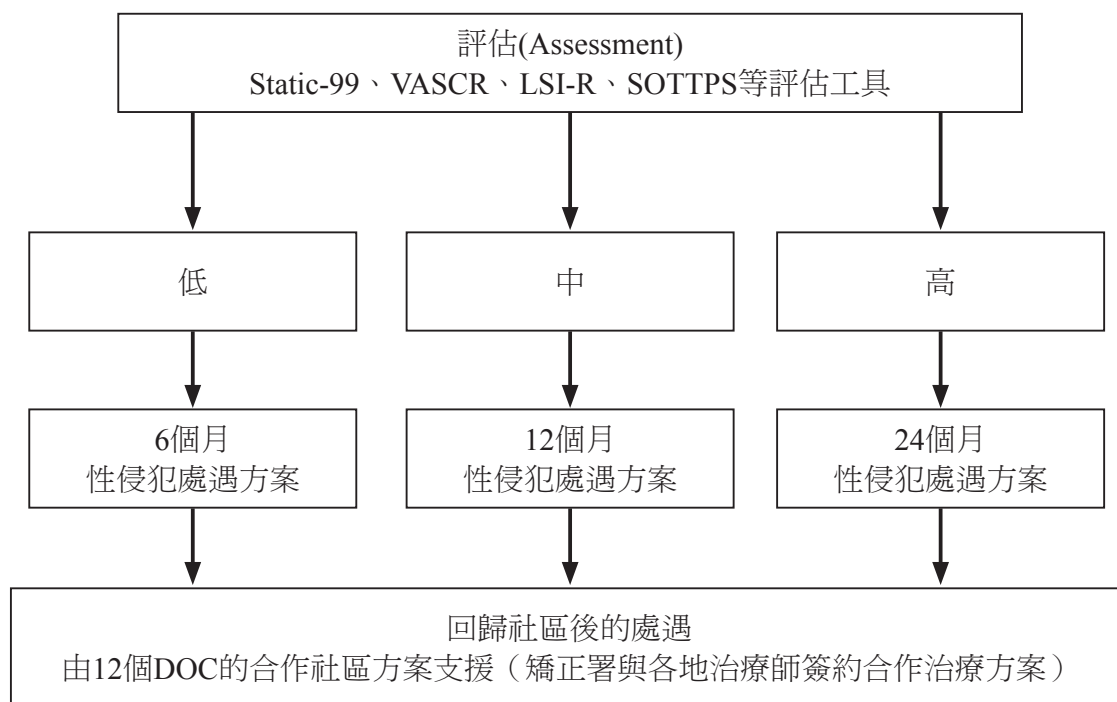 評估(Assessment)
Static-99、VASCR、LSI-R、SOTTPS等評估工具
低
中
高
6個月
性侵犯處遇方案
12個月
性侵犯處遇方案
24個月
性侵犯處遇方案
回歸社區後的處遇
由12個DOC的合作社區方案支援（矯正署與各地治療師簽約合作治療方案）